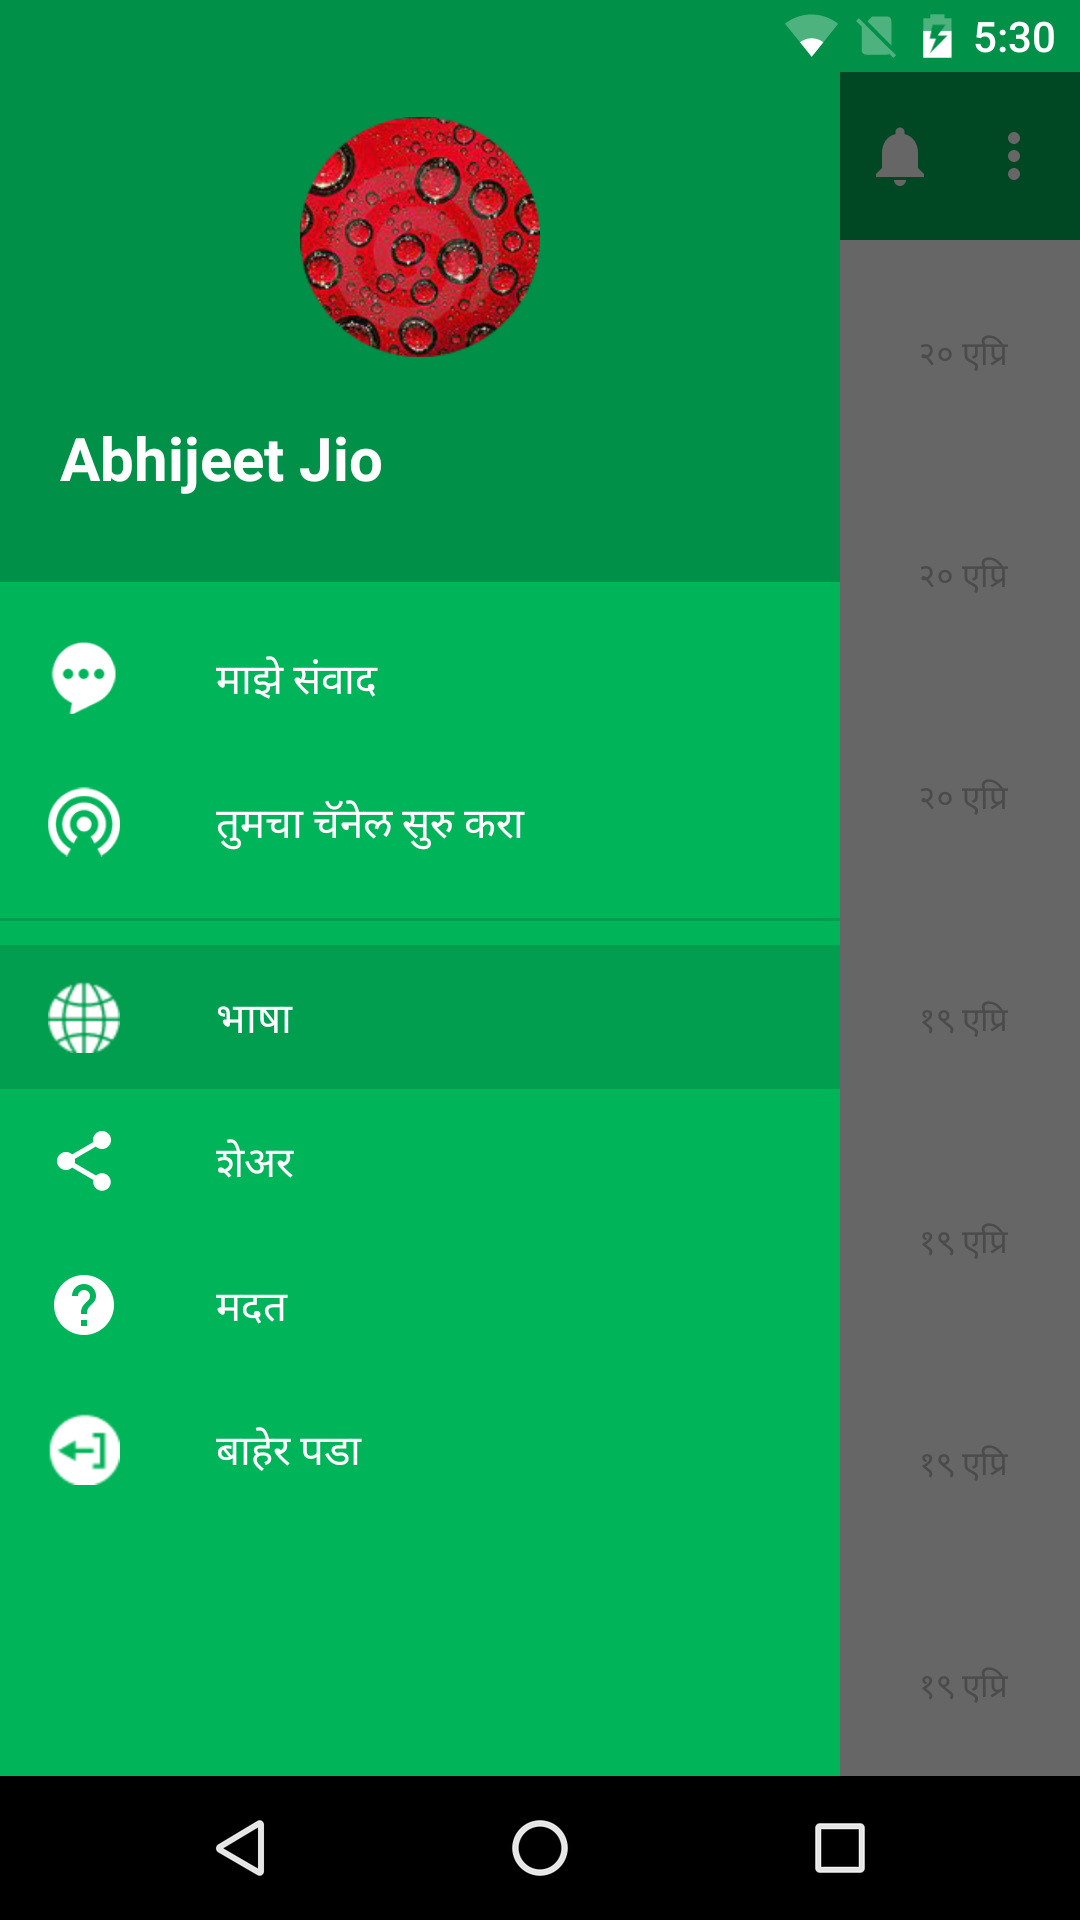 5:30
Abhijeet Jio
माझे संवाद
तुमचा चॅनेल सुरु करा
भाषा
शेअर
मदत
बाहेर पडा
२० एप्रि
२० एप्रि
२० एप्रि
१९ एप्रि
१९ एप्रि
१९ एप्रि
१९ एप्रि